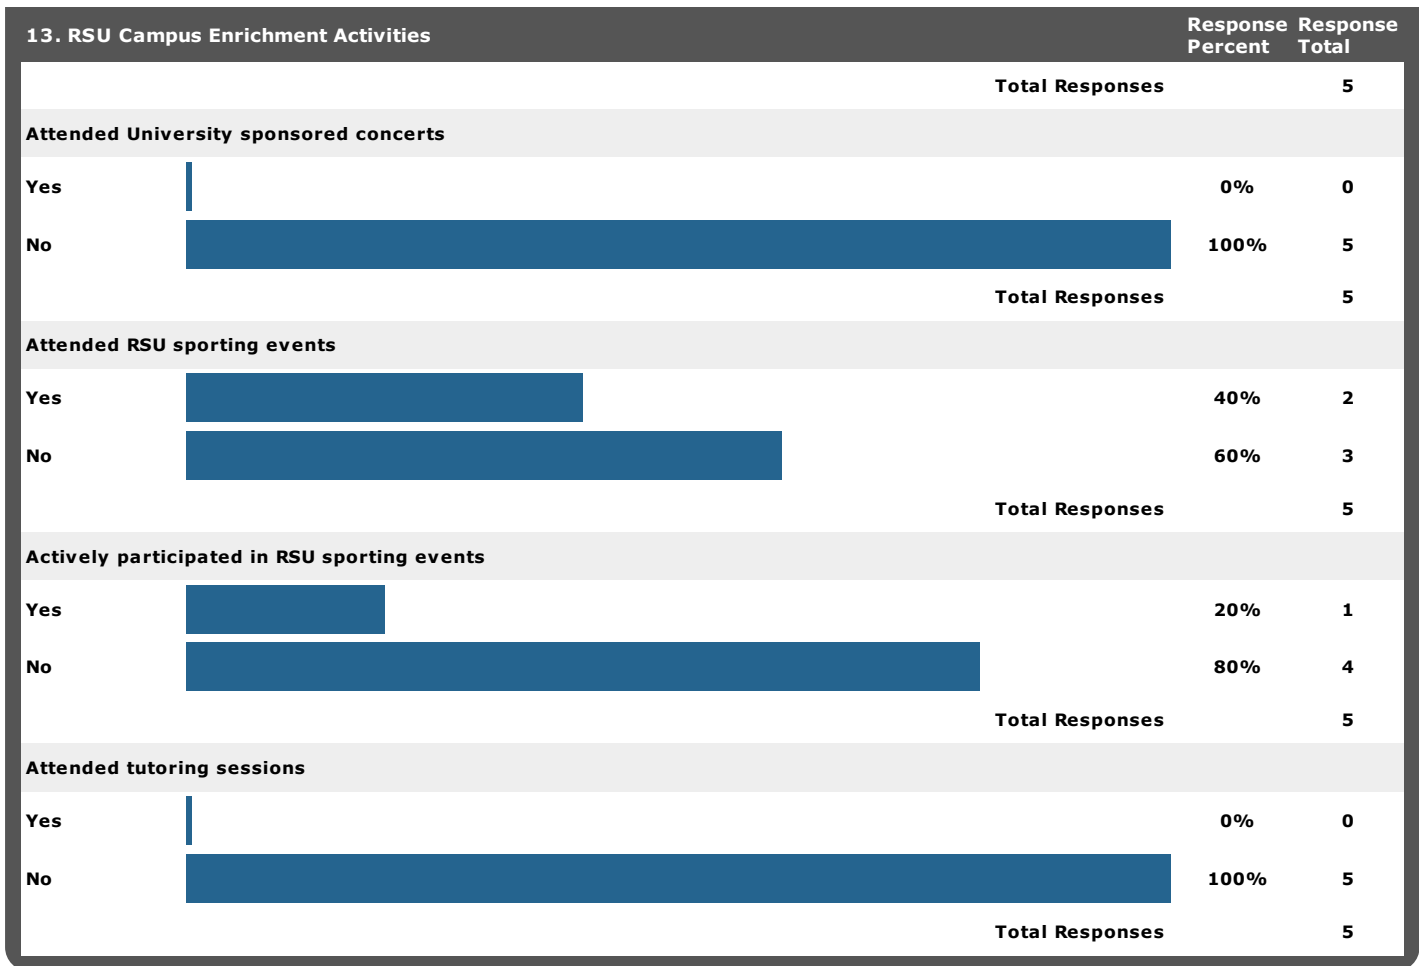 13. RSU Campus Enrichment Activities Response Percent Response Total
Total Responses 5
Attended University sponsored concerts
Yes 0% 0
No 100% 5
Total Responses 5
Attended RSU sporting events
Yes 40% 2
No 60% 3
Total Responses 5
Actively participated in RSU sporting events
Yes 20% 1
No 80% 4
Total Responses 5
Attended tutoring sessions
Yes 0% 0
No 100% 5
Total Responses 5